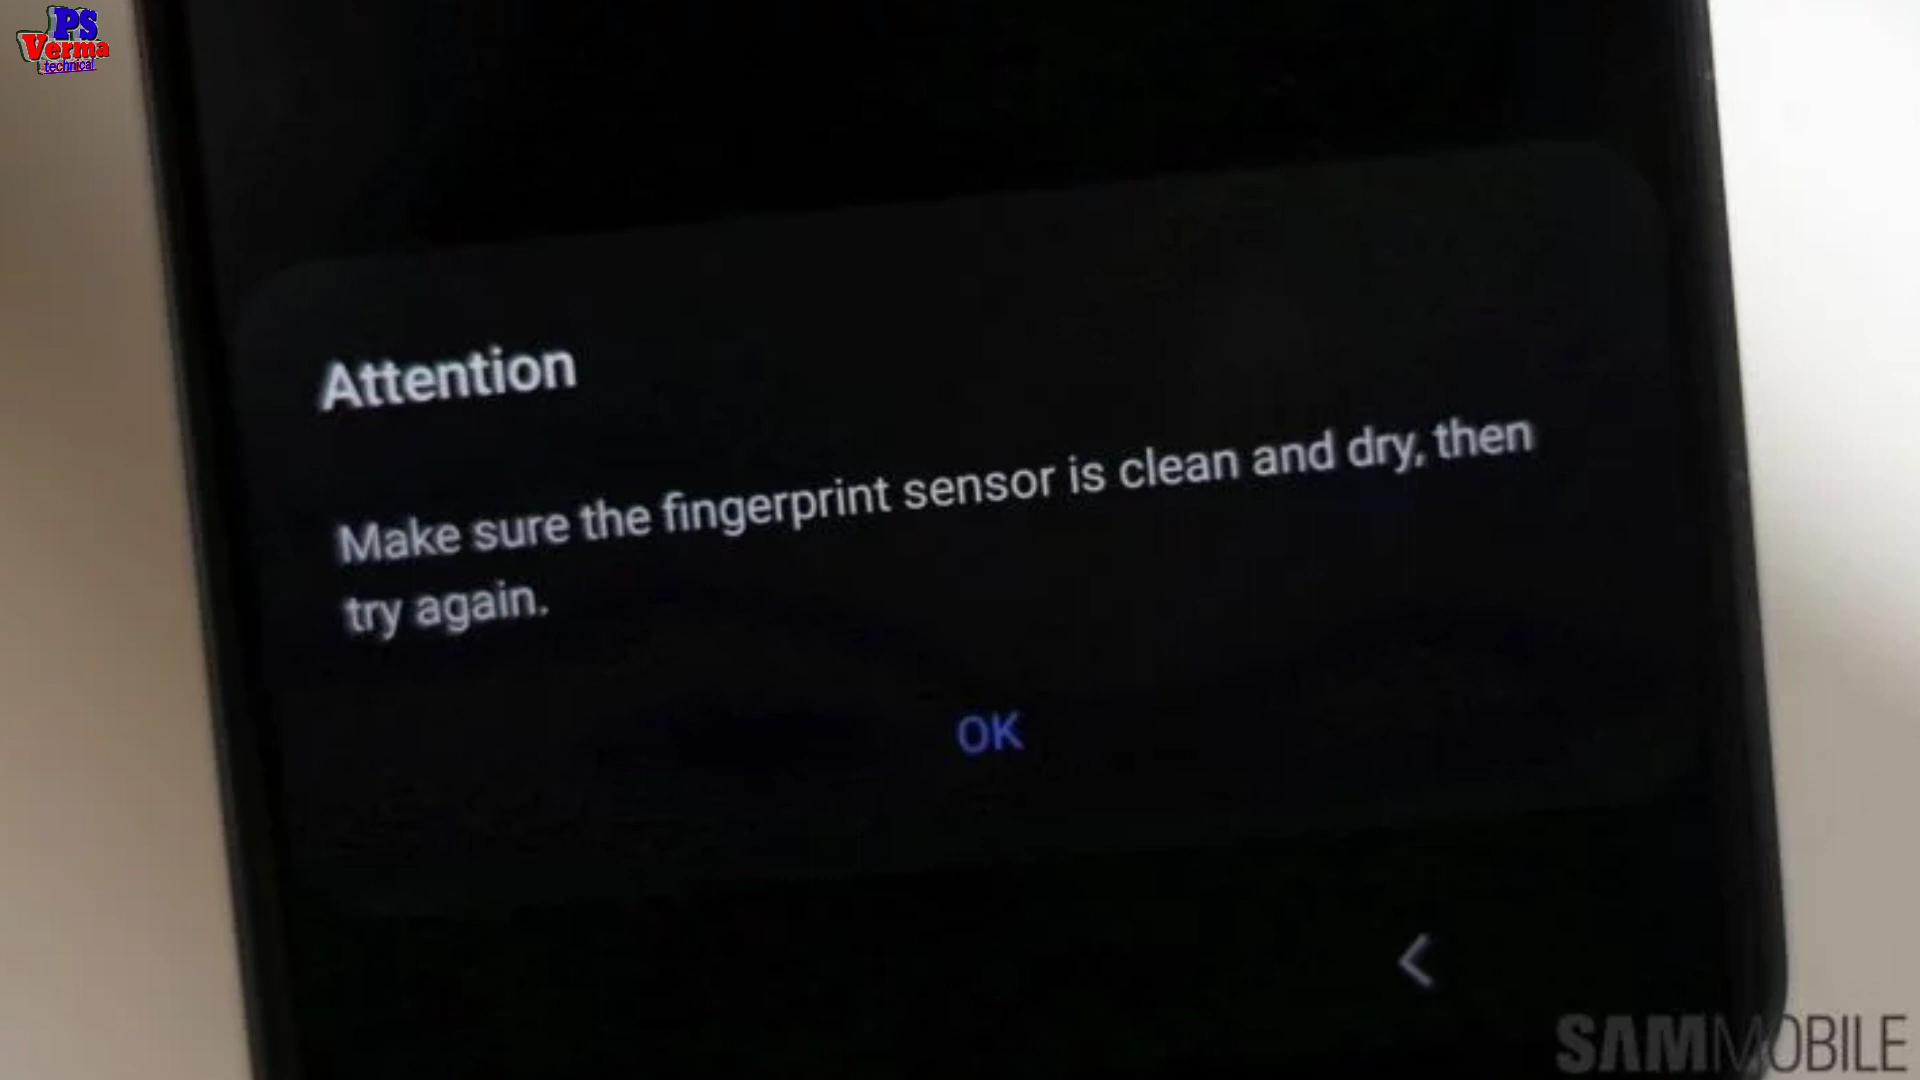 PS
Verma
technical
Attention
Make sure the fingerprint sensor is clean and dry, then
try again.
OK
SAMMOBILE